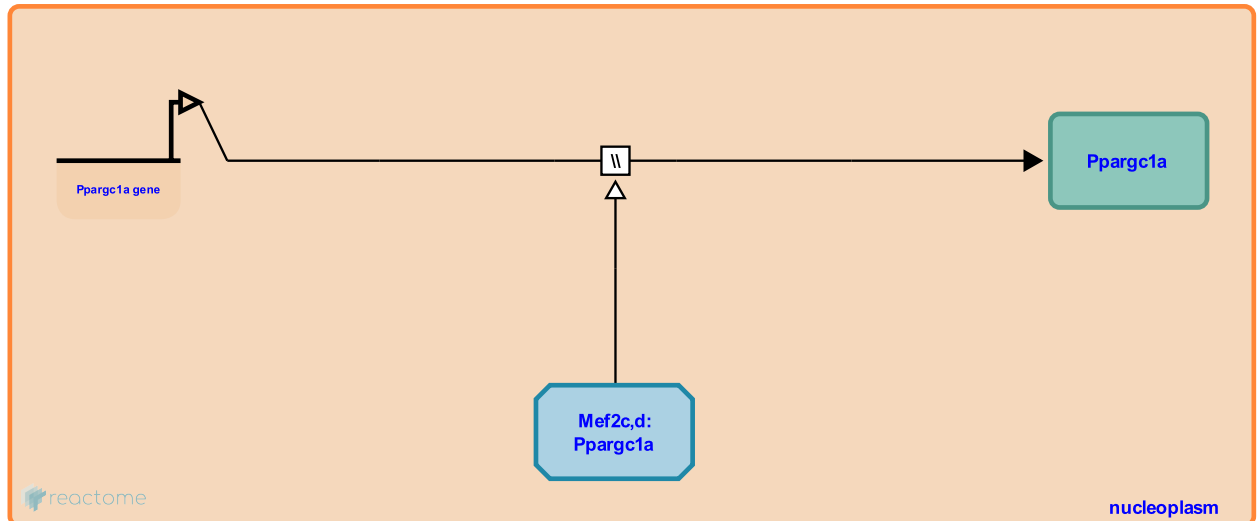 Ppargc1a gene
\\
Ppargc1a
Mef2c,d:
Ppargc1a
reactome
nucleoplasm